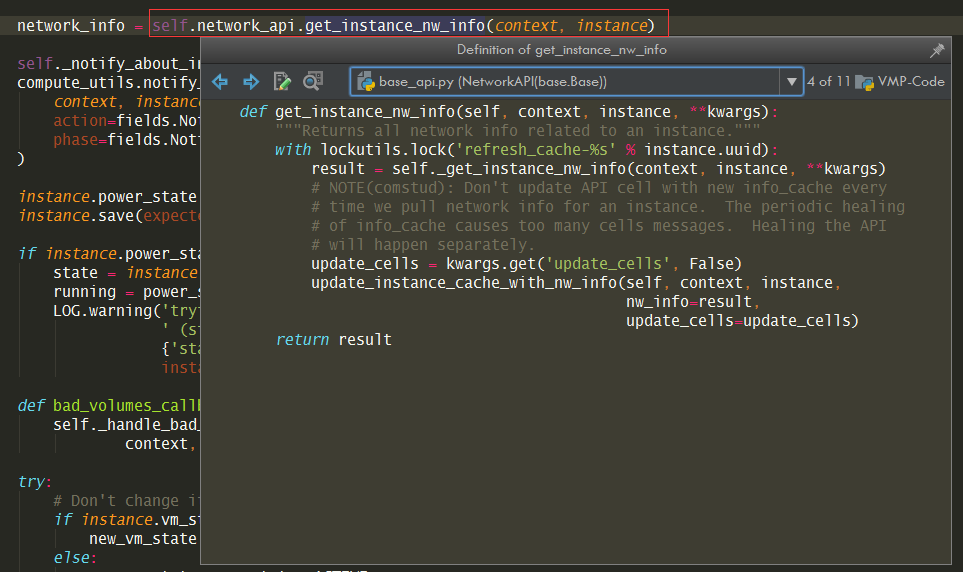 network_info = self.network_api.get_instance_nw_info(context, instance)
Definition of get_instance_nw_info
base_api.py (NetworkAPI(base.Base))
4 of 11
VMP-Code
def get_instance_nw_info(self, context, instance, **kwargs):
"""Returns all network info related to an instance."""
with lockutils.lock('refresh_cache-%s' % instance.uuid):
result = self._get_instance_nw_info(context, instance, **kwargs)
# NOTE(comstud): Don't update API cell with new info_cache every
# time we pull network info for an instance.  The periodic healing
# of info_cache causes too many cells messages.  Healing the API
# will happen separately.
update_cells = kwargs.get('update_cells', False)
update_instance_cache_with_nw_info(self, context, instance,
nw_info=result,
update_cells=update_cells)
return result
self._notify_about_in
compute_utils.notify_
context, instance
action=fields.Not
phase=fields.Noti
)
instance.power_state
instance.save(expecte
if instance.power_sta
state = instance
running = power_s
LOG.warning('tryi
' (st
{'sta
insta
def bad_volumes_callb
self._handle_bad_
context,
try:
# Don't change i
if instance.vm_st
new_vm_state
else: